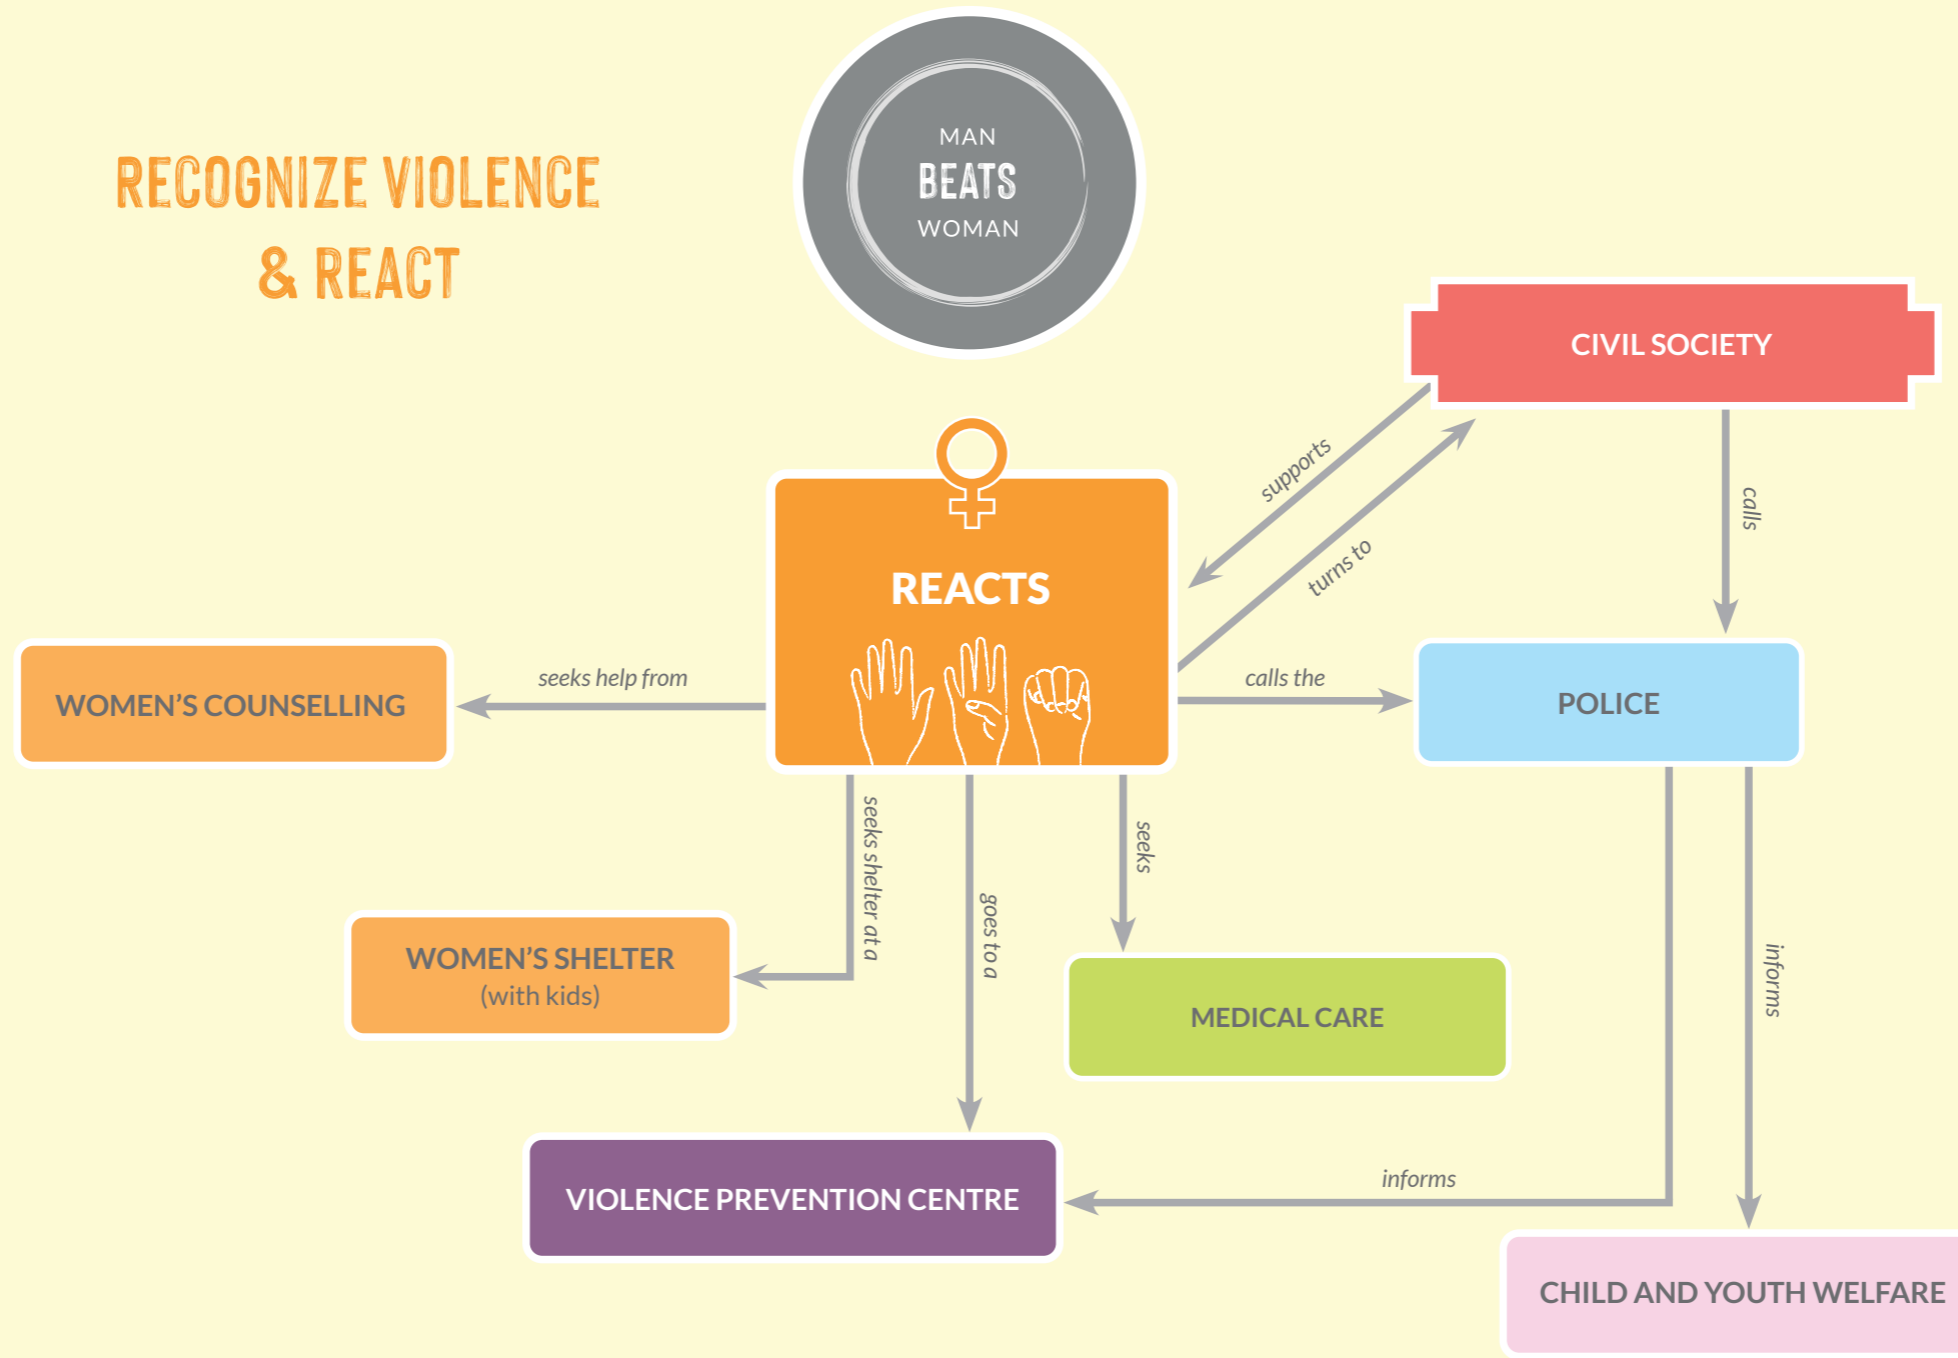 RECOGNIZE VIOLENCE
& REACT
MAN
BEATS
WOMAN
CIVIL SOCIETY
supports
turns to
calls
REACTS
WOMEN’S COUNSELLING
seeks help from
calls the
POLICE
seeks shelter at a
goes to a
seeks
informs
WOMEN’S SHELTER
(with kids)
MEDICAL CARE
VIOLENCE PREVENTION CENTRE
informs
CHILD AND YOUTH WELFARE